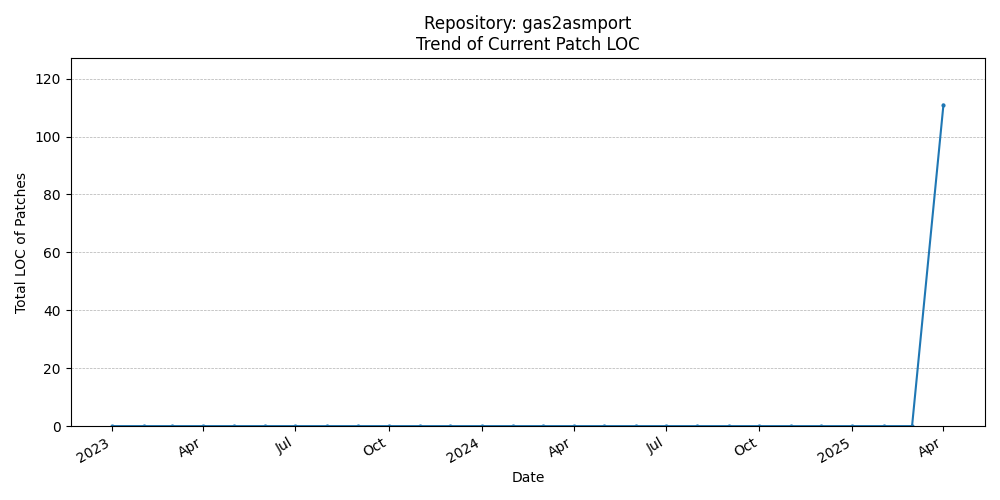 Repository: gas2asmport
Trend of Current Patch LOC
Total LOC of Patches
120
100
80
60
40
20
0
2023
Apr
Jul
Oct
2024
Apr
Jul
Oct
2025
Apr
Date